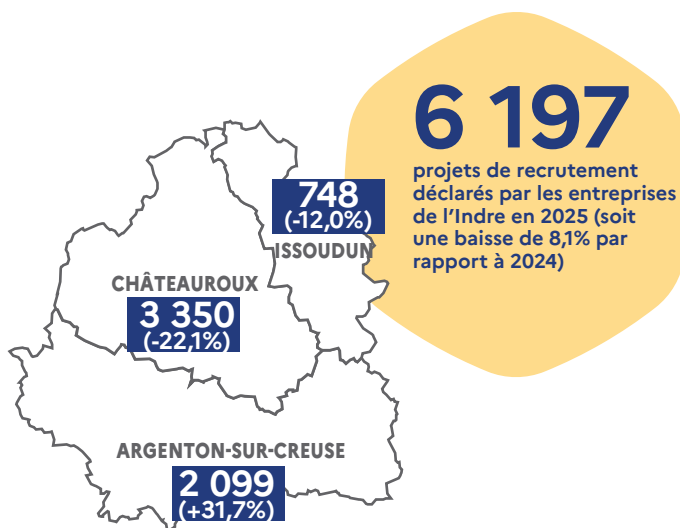 6 197
projets de recrutement
déclarés par les entreprises
de l'Indre en 2025 (soit
une baisse de 8,1% par
rapport à 2024)
748
(-12,0%)
ISSOUDUN
CHÂTEAUROUX
3 350
(-22,1%)
ARGENTON-SUR-CREUSE
2 099
(+31,7%)